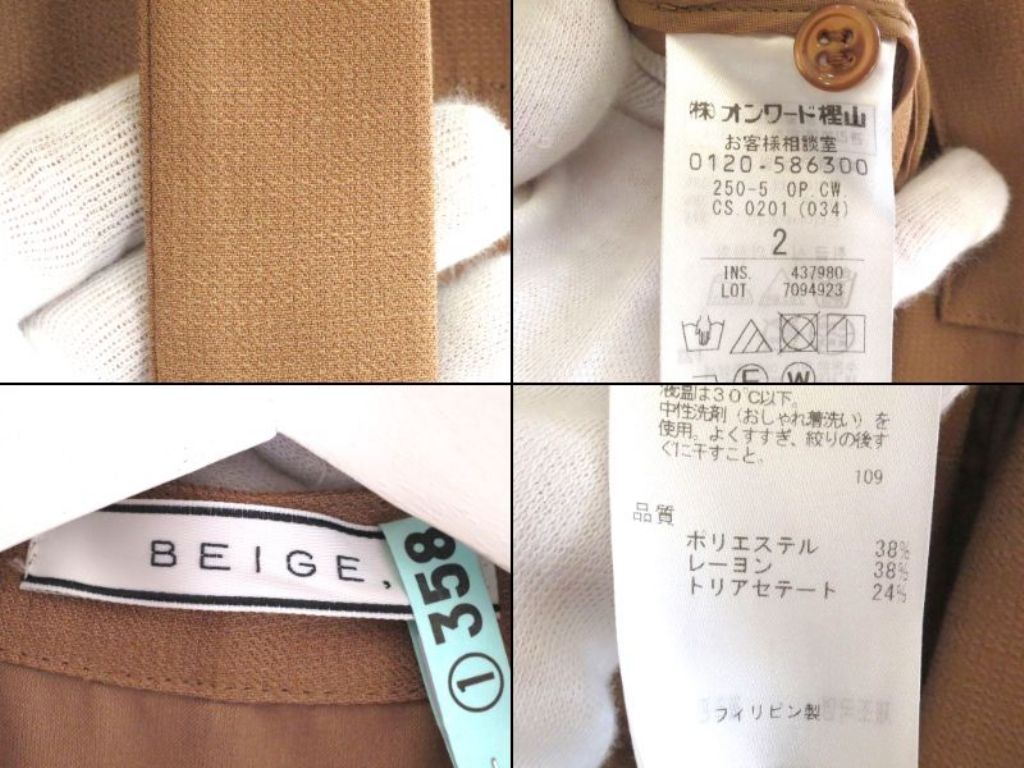 (株) オンワード樫山
お客様相談室
0120-586300
250-5 OP.CW.
CS 0201 (034)
2
INS. 437980
LOT 7094923
F W
BEIGE,
① 358
液温は30℃以下。
中性洗剤（おしゃれ着洗い）を
使用。よくすすぎ、絞りの後す
ぐに干すこと。
109
品質
ポリエステル 38%
レーヨン 38%
トリアセテート 24%
フィリピン製